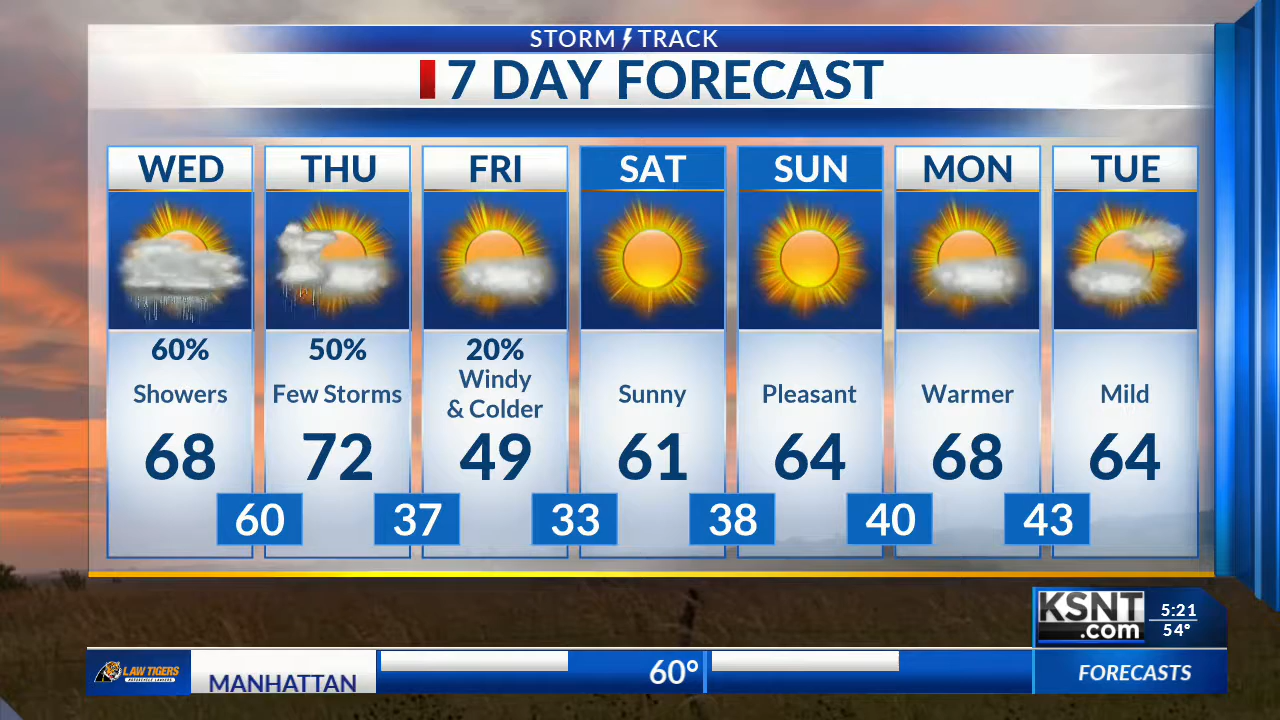 STORM TRACK
7 DAY FORECAST
WED THU FRI SAT SUN MON TUE
60% 50% 20%
Showers Few Storms Windy & Colder Sunny Pleasant Warmer Mild
68 72 49 61 64 68 64
60 37 33 38 40 43
KSNT
.com
5:21
54°
LAW TIGERS
MANHATTAN
60°
FORECASTS